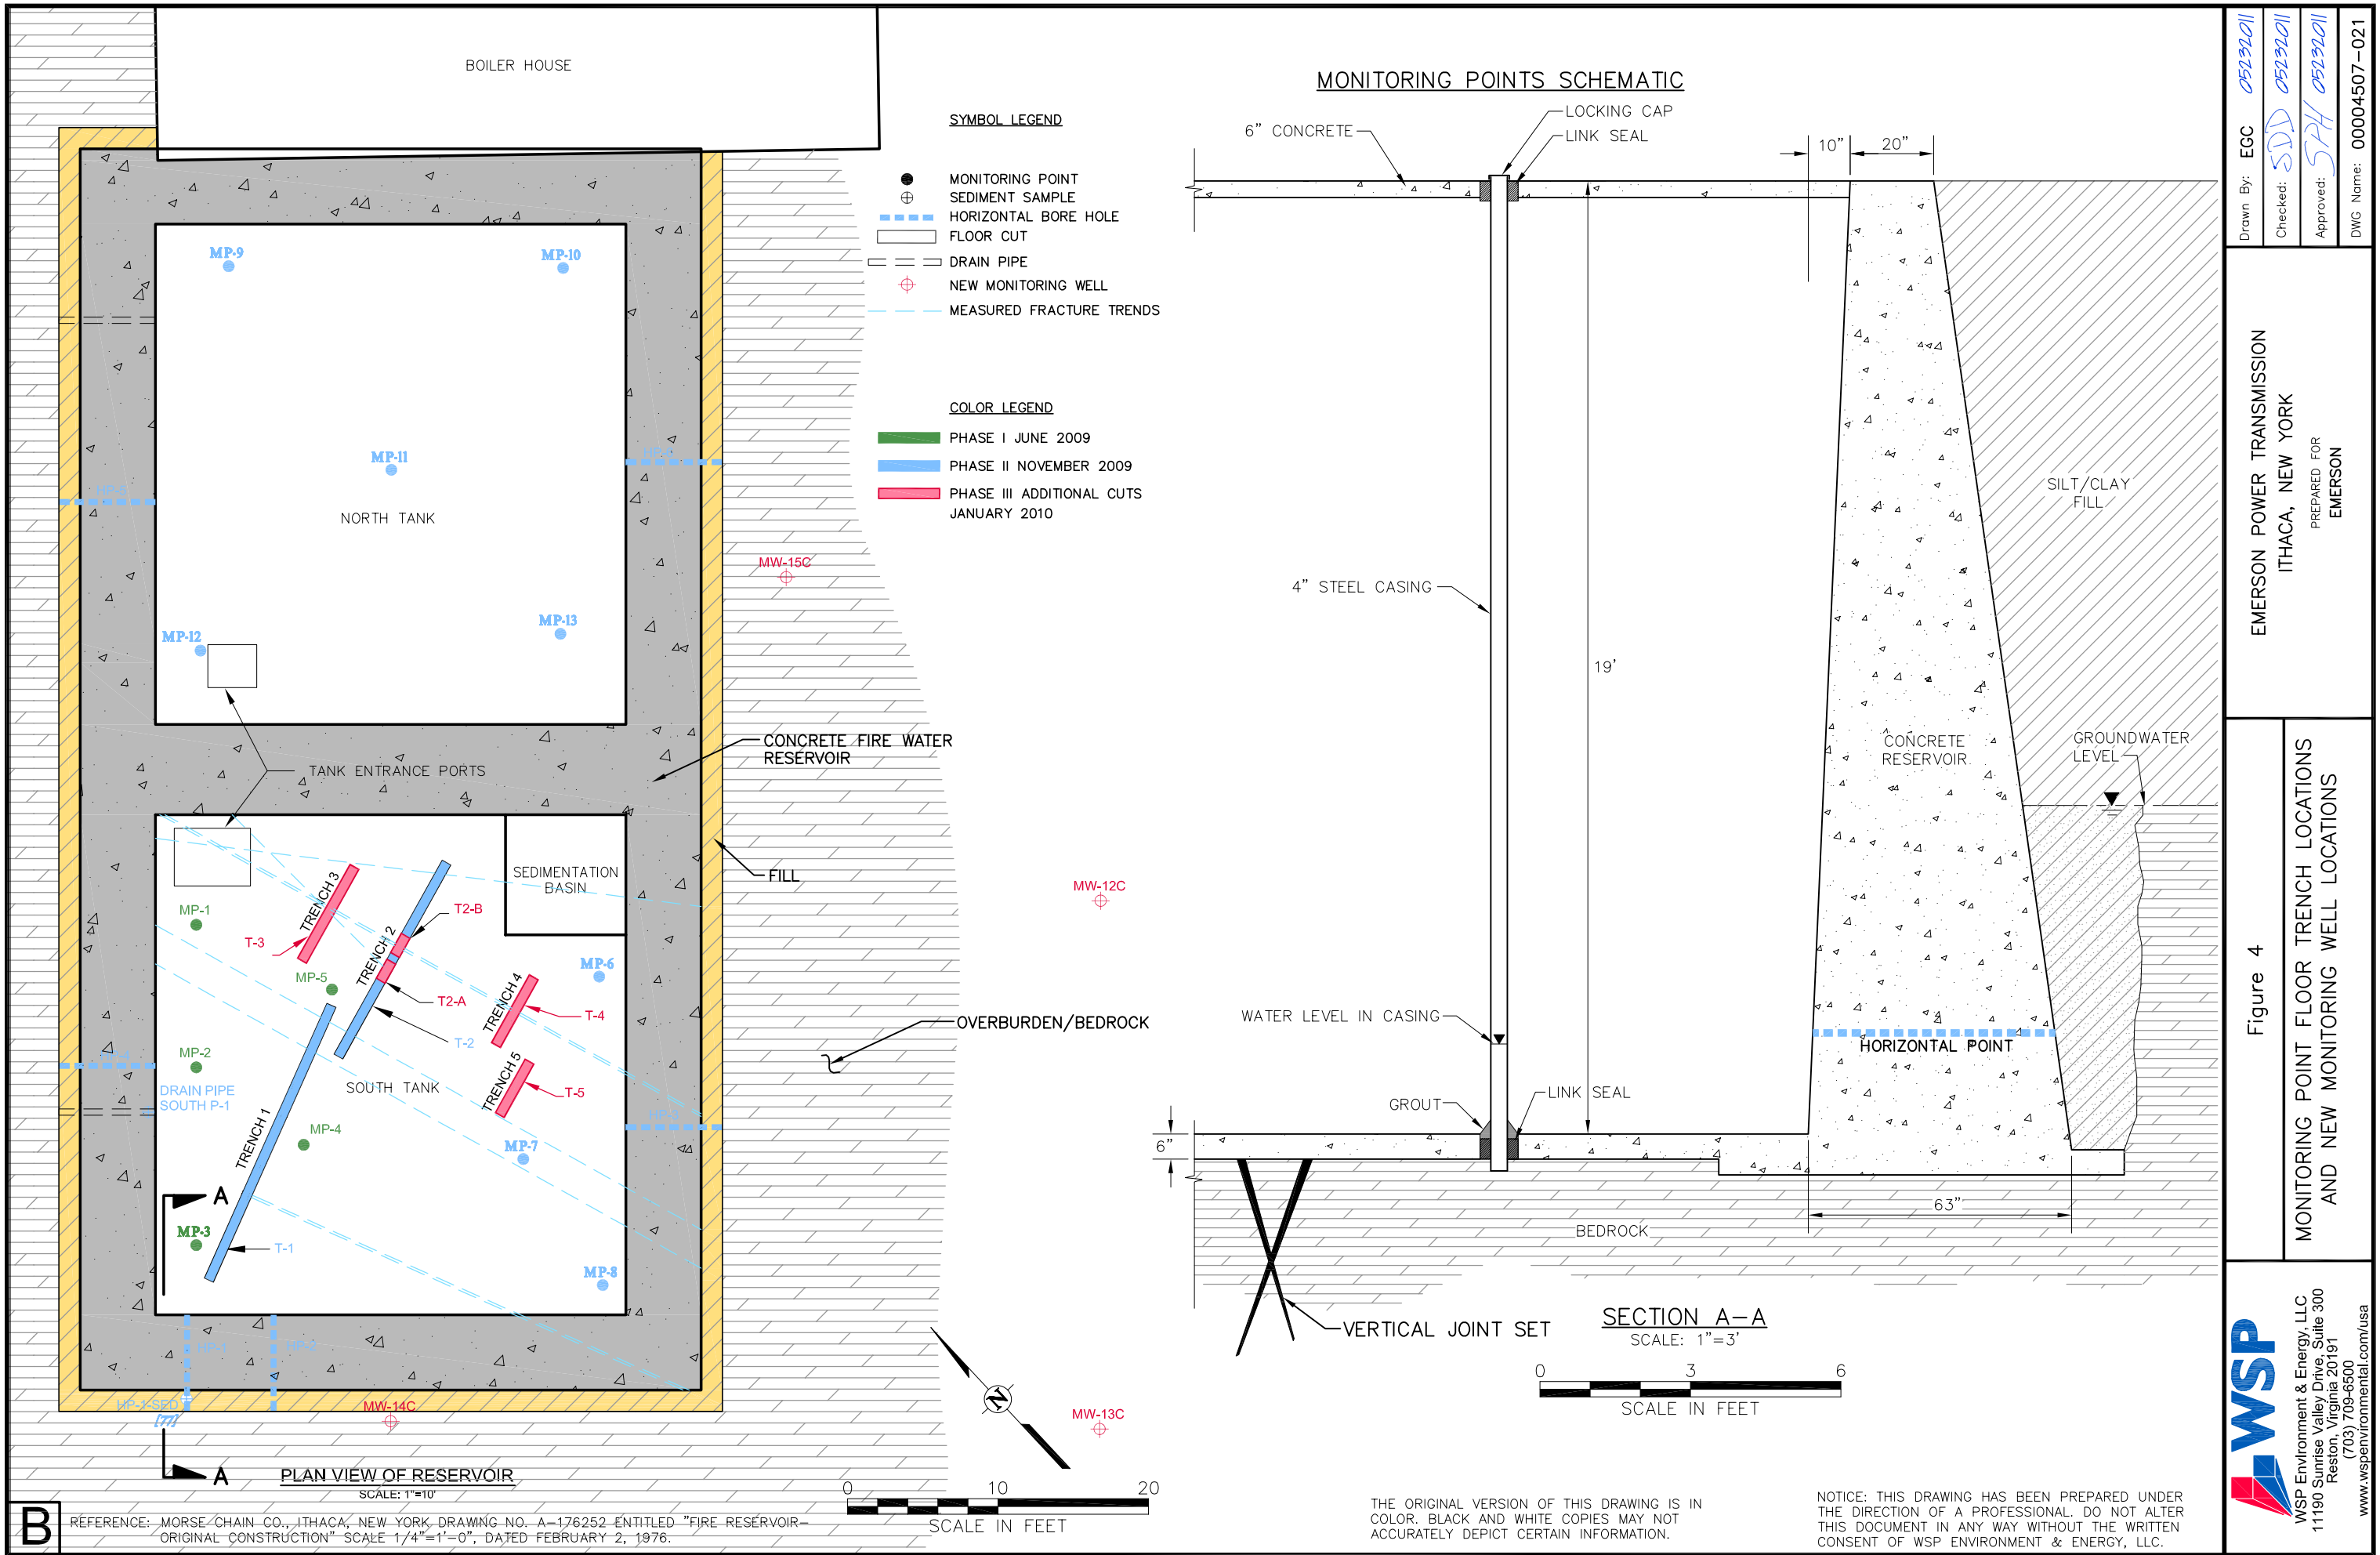 BOILER HOUSE
SYMBOL LEGEND
MONITORING POINT
SEDIMENT SAMPLE
HORIZONTAL BORE HOLE
FLOOR CUT
DRAIN PIPE
NEW MONITORING WELL
MEASURED FRACTURE TRENDS
COLOR LEGEND
PHASE I JUNE 2009
PHASE II NOVEMBER 2009
PHASE III ADDITIONAL CUTS
JANUARY 2010
MP-9
MP-10
MP-11
NORTH TANK
MP-12
MP-13
MW-15C
CONCRETE FIRE WATER
RESERVOIR
TANK ENTRANCE PORTS
SEDIMENTATION
BASIN
FILL
MW-12C
TRENCH 3
T-3
MP-1
MP-5
TRENCH 2
T2-B
T2-A
T-2
MP-6
TRENCH 4
T-4
OVERBURDEN/BEDROCK
MP-2
DRAIN PIPE
SOUTH P-1
SOUTH TANK
TRENCH 5
T-5
HP-3
TRENCH 1
MP-4
MP-7
A
MP-3
T-1
MP-8
HP-1
HP-2
HP-1-SED
[77]
MW-14C
MW-13C
N
A
PLAN VIEW OF RESERVOIR
SCALE: 1"=10'
0 10 20
SCALE IN FEET
B
REFERENCE: MORSE CHAIN CO., ITHACA, NEW YORK DRAWING NO. A-176252 ENTITLED "FIRE RESERVOIR-
ORIGINAL CONSTRUCTION" SCALE 1/4"=1'-0", DATED FEBRUARY 2, 1976.
MONITORING POINTS SCHEMATIC
LOCKING CAP
6" CONCRETE
LINK SEAL
10"
20"
SILT/CLAY
FILL
4" STEEL CASING
19'
CONCRETE
RESERVOIR
GROUNDWATER
LEVEL
WATER LEVEL IN CASING
HORIZONTAL POINT
GROUT
LINK SEAL
6"
63"
BEDROCK
VERTICAL JOINT SET
SECTION A-A
SCALE: 1"=3'
0 3 6
SCALE IN FEET
THE ORIGINAL VERSION OF THIS DRAWING IS IN
COLOR. BLACK AND WHITE COPIES MAY NOT
ACCURATELY DEPICT CERTAIN INFORMATION.
NOTICE: THIS DRAWING HAS BEEN PREPARED UNDER
THE DIRECTION OF A PROFESSIONAL. DO NOT ALTER
THIS DOCUMENT IN ANY WAY WITHOUT THE WRITTEN
CONSENT OF WSP ENVIRONMENT & ENERGY, LLC.
Drawn By: EGC 05232011
Checked: SDD 05232011
Approved: SPH 05232011
DWG Name: 00004507-021
EMERSON POWER TRANSMISSION
ITHACA, NEW YORK
PREPARED FOR
EMERSON
Figure 4
MONITORING POINT FLOOR TRENCH LOCATIONS
AND NEW MONITORING WELL LOCATIONS
WSP
WSP Environment & Energy, LLC
11190 Sunrise Valley Drive, Suite 300
Reston, Virginia 20191
(703) 709-6500
www.wspenvironmental.com/usa